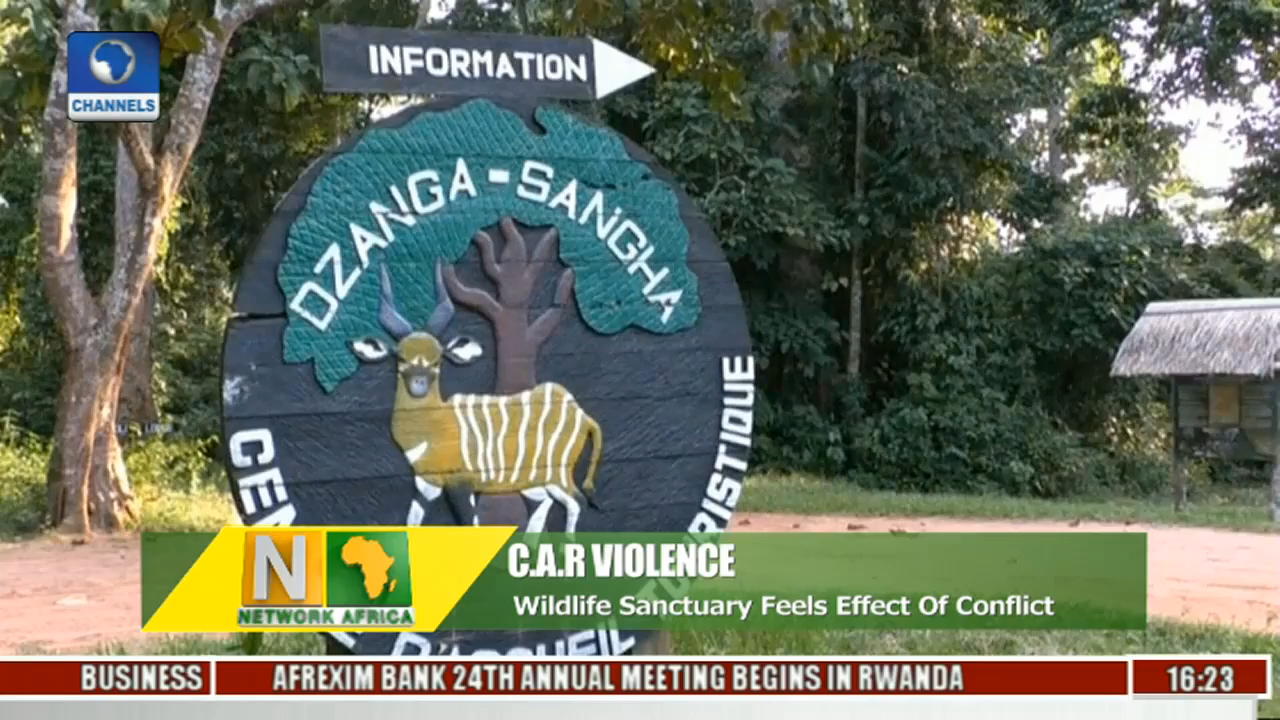 CHANNELS
INFORMATION
DZANGA-SANGHA
D'ACCUEIL
N
NETWORK AFRICA
C.A.R VIOLENCE
Wildlife Sanctuary Feels Effect Of Conflict
BUSINESS
AFREXIM BANK 24TH ANNUAL MEETING BEGINS IN RWANDA
16:23